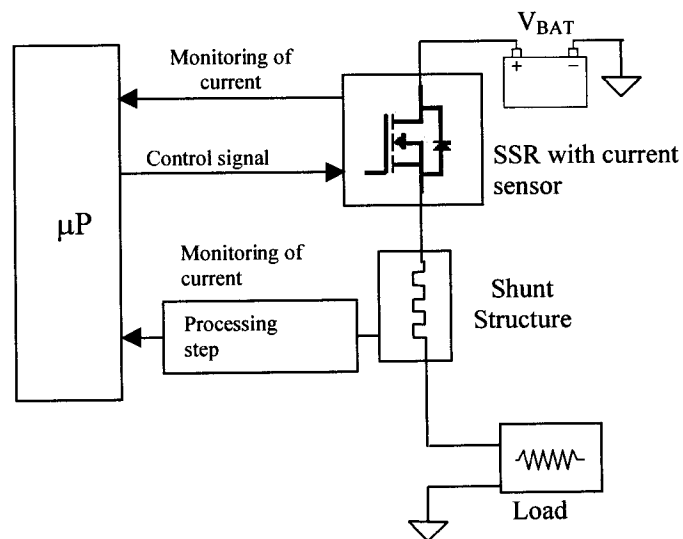 V_BAT
+ −
Monitoring of
current
Control signal
SSR with current
sensor
μP
Monitoring of
current
Processing
step
Shunt
Structure
Load